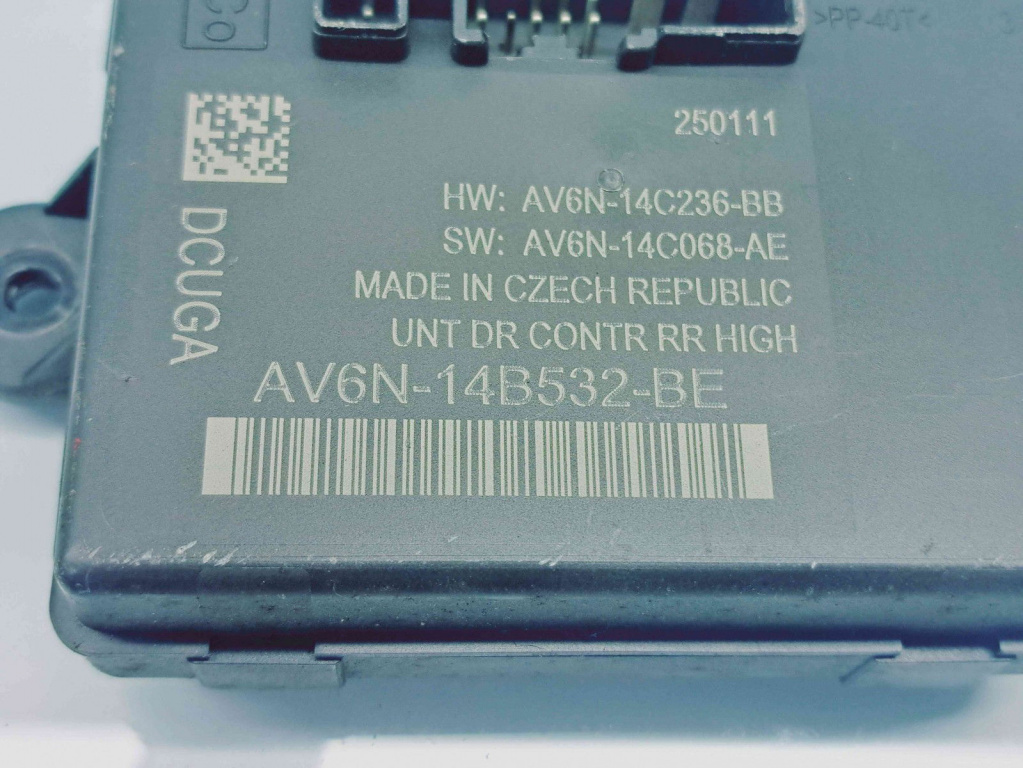 Co
>PP-40T<
250111
HW: AV6N-14C236-BB
SW: AV6N-14C068-AE
MADE IN CZECH REPUBLIC
UNT DR CONTR RR HIGH
DCUGA
AV6N-14B532-BE